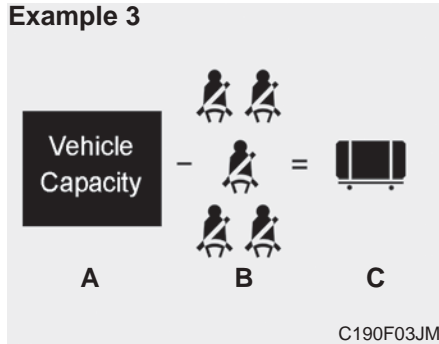 Example 3
Vehicle
Capacity
- =
A B C
C190F03JM